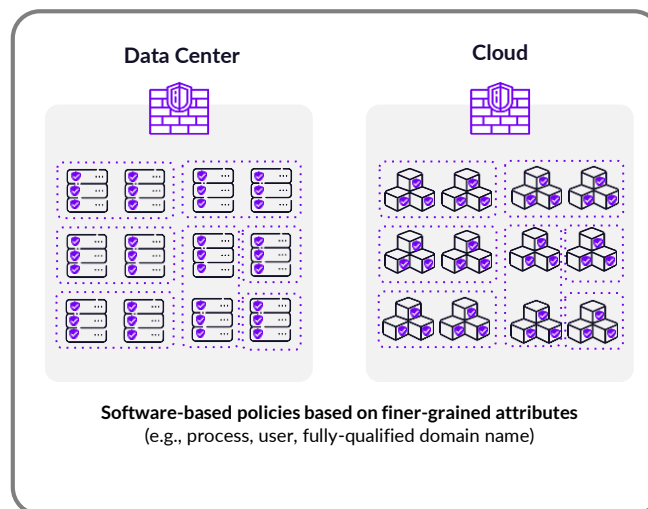 Data Center
Cloud
Software-based policies based on finer-grained attributes
(e.g., process, user, fully-qualified domain name)